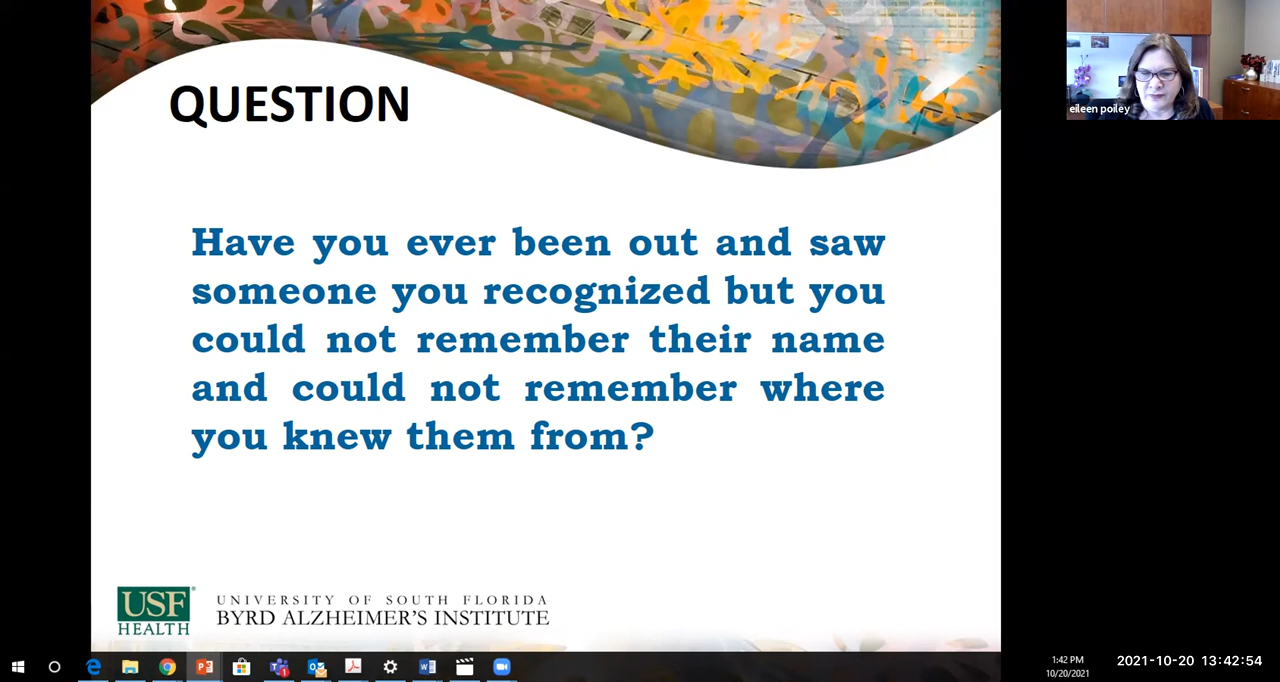 QUESTION
eileen poiley
Have you ever been out and saw
someone you recognized but you
could not remember their name
and could not remember where
you knew them from?
USF
HEALTH
UNIVERSITY OF SOUTH FLORIDA
BYRD ALZHEIMER'S INSTITUTE
1:42 PM
10/20/2021
2021-10-20 13:42:54